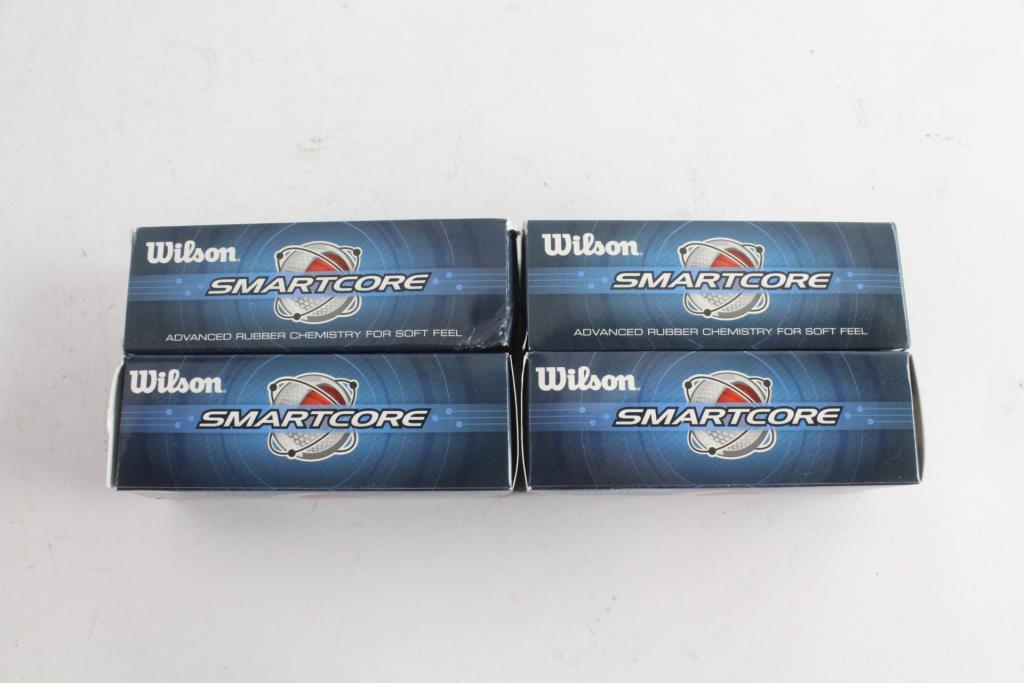 Wilson.
SMARTCORE
ADVANCED RUBBER CHEMISTRY FOR SOFT FEEL
Wilson.
SMARTCORE
ADVANCED RUBBER CHEMISTRY FOR SOFT FEEL
Wilson.
SMARTCORE
Wilson.
SMARTCORE